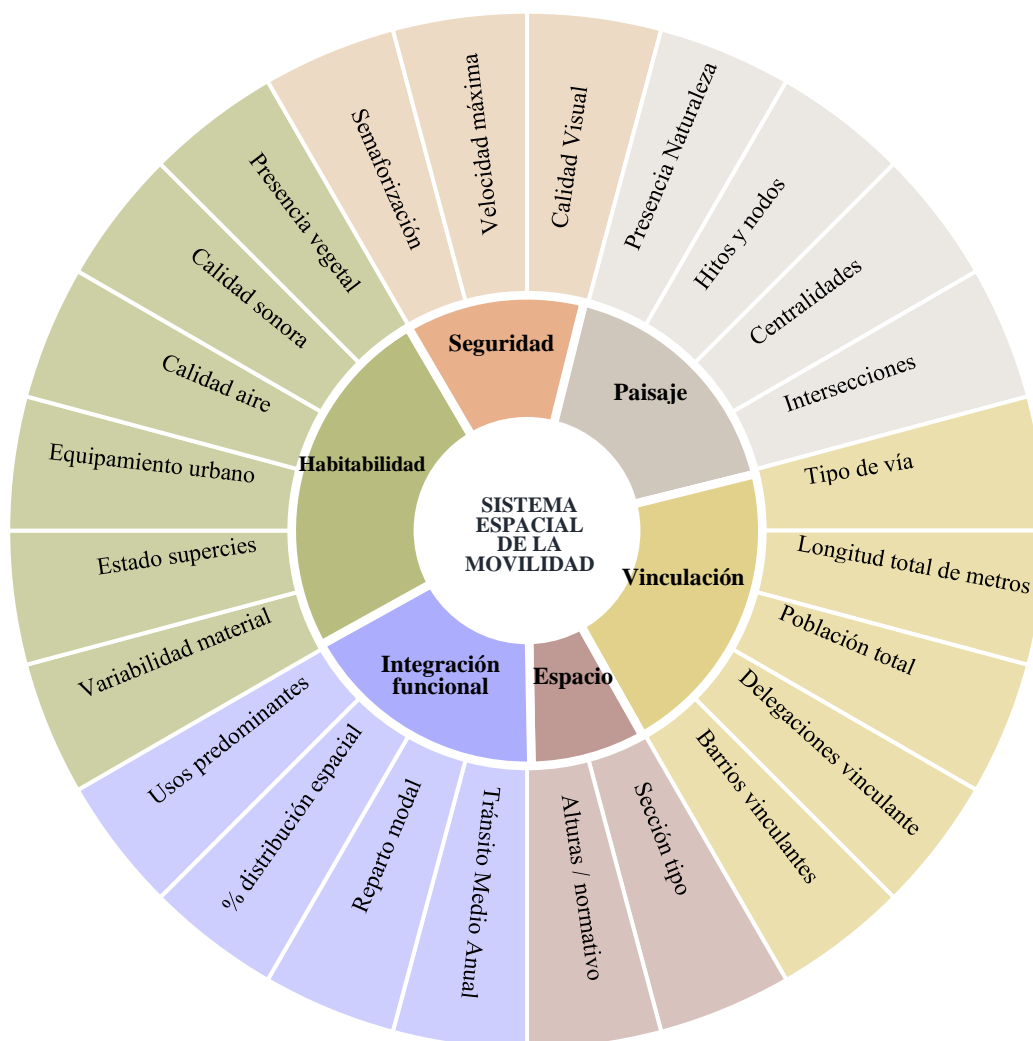 SISTEMA
ESPACIAL
DE LA
MOVILIDAD
Seguridad
Semaforización
Velocidad máxima
Calidad Visual
Paisaje
Presencia Naturaleza
Hitos y nodos
Centralidades
Intersecciones
Vinculación
Tipo de vía
Longitud total de metros
Población total
Delegaciones vinculante
Barrios vinculantes
Espacio
Sección tipo
Alturas / normativo
Integración
funcional
Tránsito Medio Anual
Reparto modal
% distribución espacial
Usos predominantes
Habitabilidad
Variabilidad material
Estado supercies
Equipamiento urbano
Calidad aire
Calidad sonora
Presencia vegetal